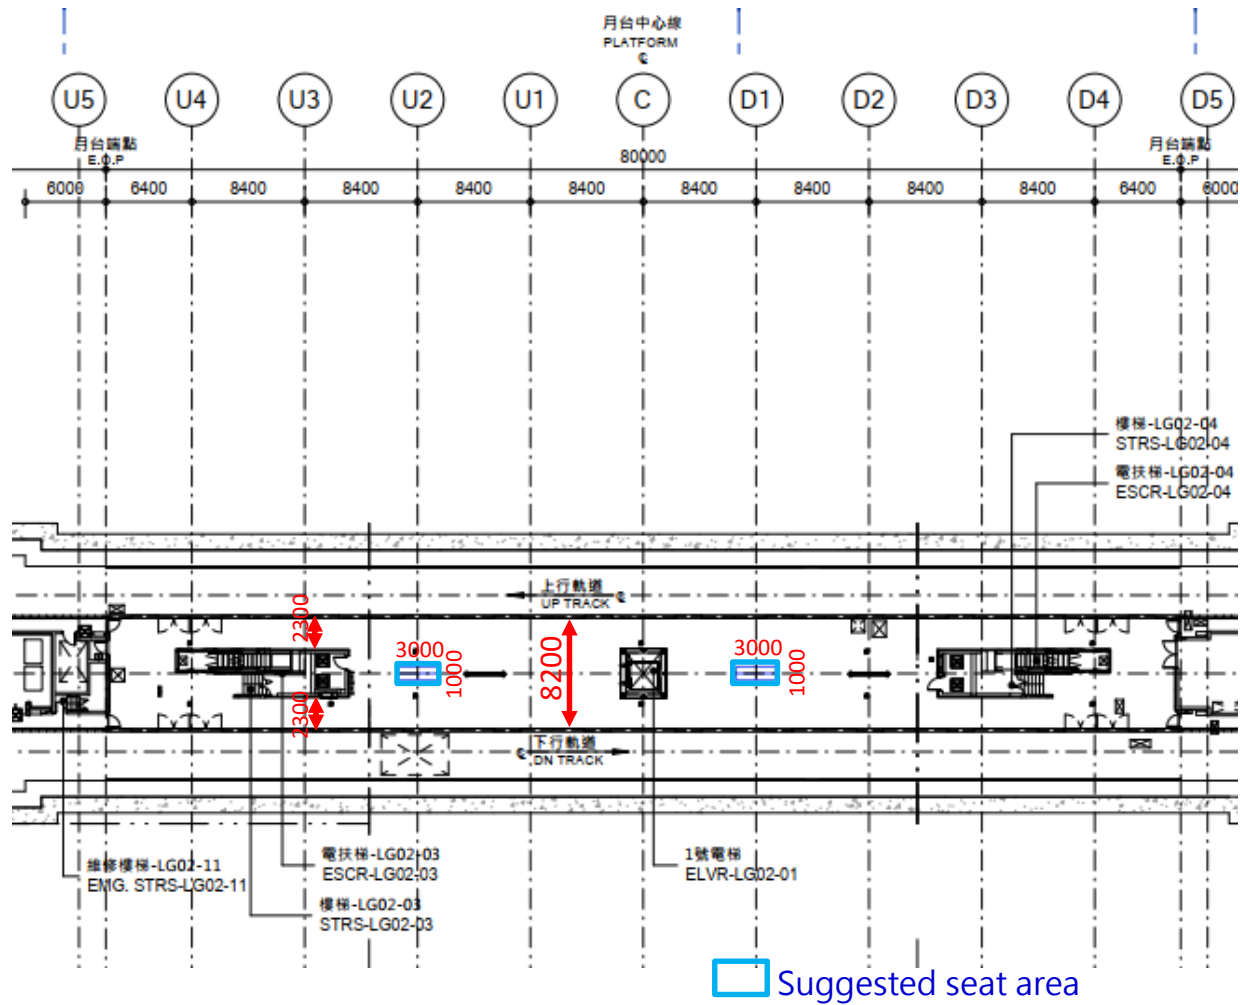 月台中心線
PLATFORM
℄
U5 U4 U3 U2 U1 C D1 D2 D3 D4 D5
月台端點
E.O.P
80000
月台端點
E.O.P
6000 6400 8400 8400 8400 8400 8400 8400 8400 8400 6400 6000
樓梯-LG02-04
STRS-LG02-04
電扶梯-LG02-04
ESCR-LG02-04
上行軌道
UP TRACK ℄
2300
3000
1000
8200
3000
1000
2300
下行軌道
℄ DN TRACK
維修樓梯-LG02-11
EMG. STRS-LG02-11
電扶梯-LG02-03
ESCR-LG02-03
樓梯-LG02-03
STRS-LG02-03
1號電梯
ELVR-LG02-01
Suggested seat area